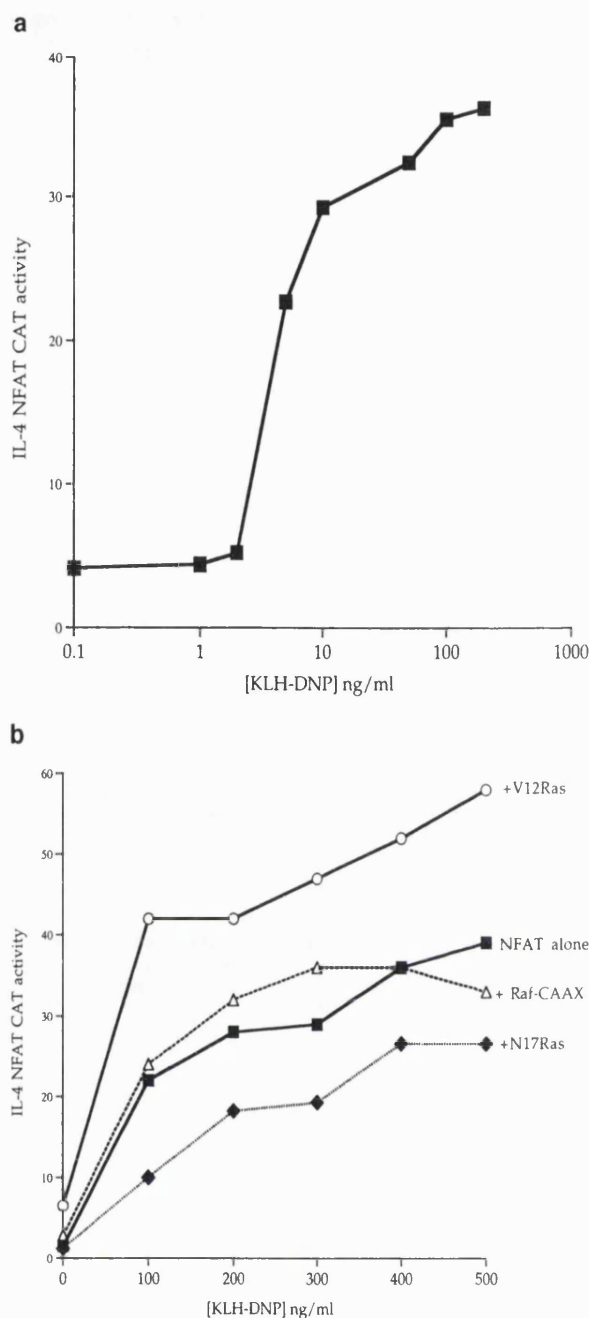 a
IL-4 NFAT CAT activity
40
30
20
10
0
0.1 1 10 100 1000
[KLH-DNP] ng/ml
b
IL-4 NFAT CAT activity
60
50
40
30
20
10
0
+V12Ras
NFAT alone
+ Raf-CAAX
+N17Ras
0 100 200 300 400 500
[KLH-DNP] ng/ml